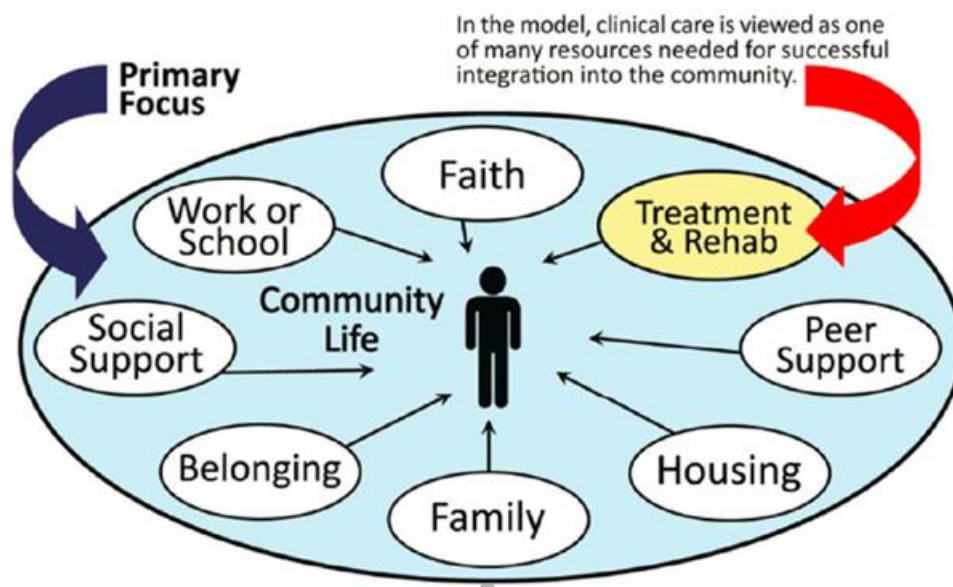 In the model, clinical care is viewed as one
of many resources needed for successful
integration into the community.
Primary
Focus
Faith
Work or
School
Treatment
& Rehab
Community
Life
Social
Support
Peer
Support
Belonging
Housing
Family